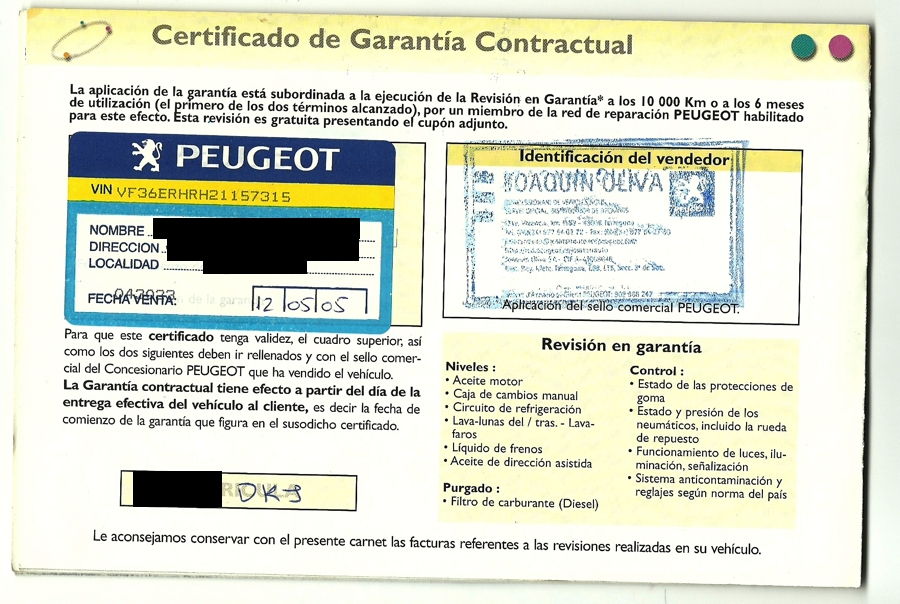 Certificado de Garantía Contractual
La aplicación de la garantía está subordinada a la ejecución de la Revisión en Garantía* a los 10 000 Km o a los 6 meses
de utilización (el primero de los dos términos alcanzado), por un miembro de la red de reparación PEUGEOT habilitado
para este efecto. Esta revisión es gratuita presentando el cupón adjunto.
PEUGEOT
VIN VF36ERHRH21157315
NOMBRE
DIRECCION
LOCALIDAD
FECHA VENTA: 12 05 05
Identificación del vendedor
JOAQUIN OLIVA
Aplicación del sello comercial PEUGEOT.
Para que este certificado tenga validez, el cuadro superior, así
como los dos siguientes deben ir rellenados y con el sello comer-
cial del Concesionario PEUGEOT que ha vendido el vehículo.
La Garantía contractual tiene efecto a partir del día de la
entrega efectiva del vehículo al cliente, es decir la fecha de
comienzo de la garantía que figura en el susodicho certificado.
DKJ
Revisión en garantía
Niveles :
• Aceite motor
• Caja de cambios manual
• Circuito de refrigeración
• Lava-lunas del / tras. - Lava-
faros
• Líquido de frenos
• Aceite de dirección asistida
Purgado :
• Filtro de carburante (Diesel)
Control :
• Estado de las protecciones de
goma
• Estado y presión de los
neumáticos, incluido la rueda
de repuesto
• Funcionamiento de luces, ilu-
minación, señalización
• Sistema anticontaminación y
reglajes según norma del país
Le aconsejamos conservar con el presente carnet las facturas referentes a las revisiones realizadas en su vehículo.